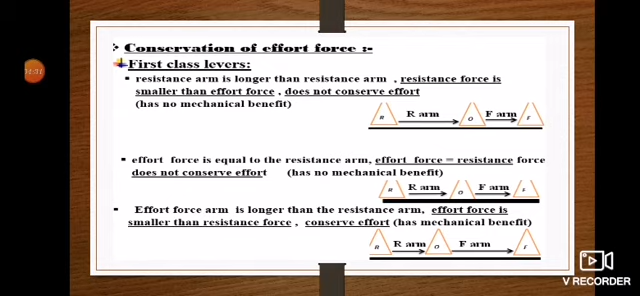 Conservation of effort force :-
First class levers:
resistance arm is longer than resistance arm , resistance force is
smaller than effort force , does not conserve effort
(has no mechanical benefit)
R R arm O F arm F
effort force is equal to the resistance arm, effort force = resistance force
does not conserve effort (has no mechanical benefit)
R R arm O F arm F
Effort force arm is longer than the resistance arm, effort force is
smaller than resistance force , conserve effort (has mechanical benefit)
R R arm O F arm F
V RECORDER